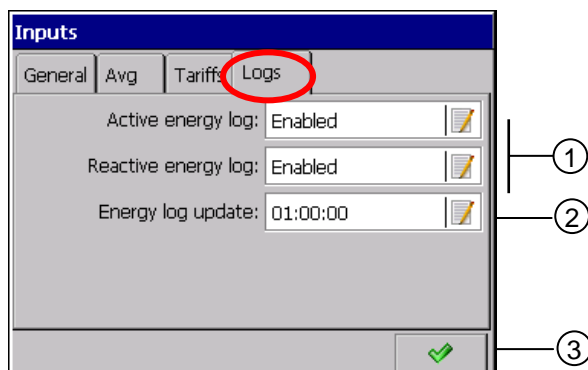 Inputs
General Avg Tariffs Logs
Active energy log: Enabled
Reactive energy log: Enabled
Energy log update: 01:00:00
1
2
3